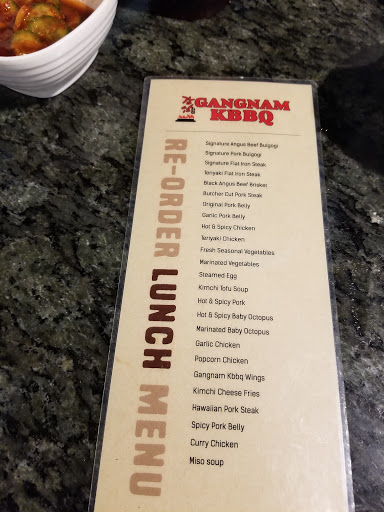 GANGNAM
KBBQ
RE-ORDER LUNCH MENU
Signature Angus Beef Bulgogi
Signature Pork Bulgogi
Signature Flat Iron Steak
Teriyaki Flat Iron Steak
Black Angus Beef Brisket
Butcher Cut Pork Steak
Original Pork Belly
Garlic Pork Belly
Hot & Spicy Chicken
Teriyaki Chicken
Fresh Seasonal Vegetables
Marinated Vegetables
Steamed Egg
Kimchi Tofu Soup
Hot & Spicy Pork
Hot & Spicy Baby Octopus
Marinated Baby Octopus
Garlic Chicken
Popcorn Chicken
Gangnam Kbbq Wings
Kimchi Cheese Fries
Hawaiian Pork Steak
Spicy Pork Belly
Curry Chicken
Miso soup